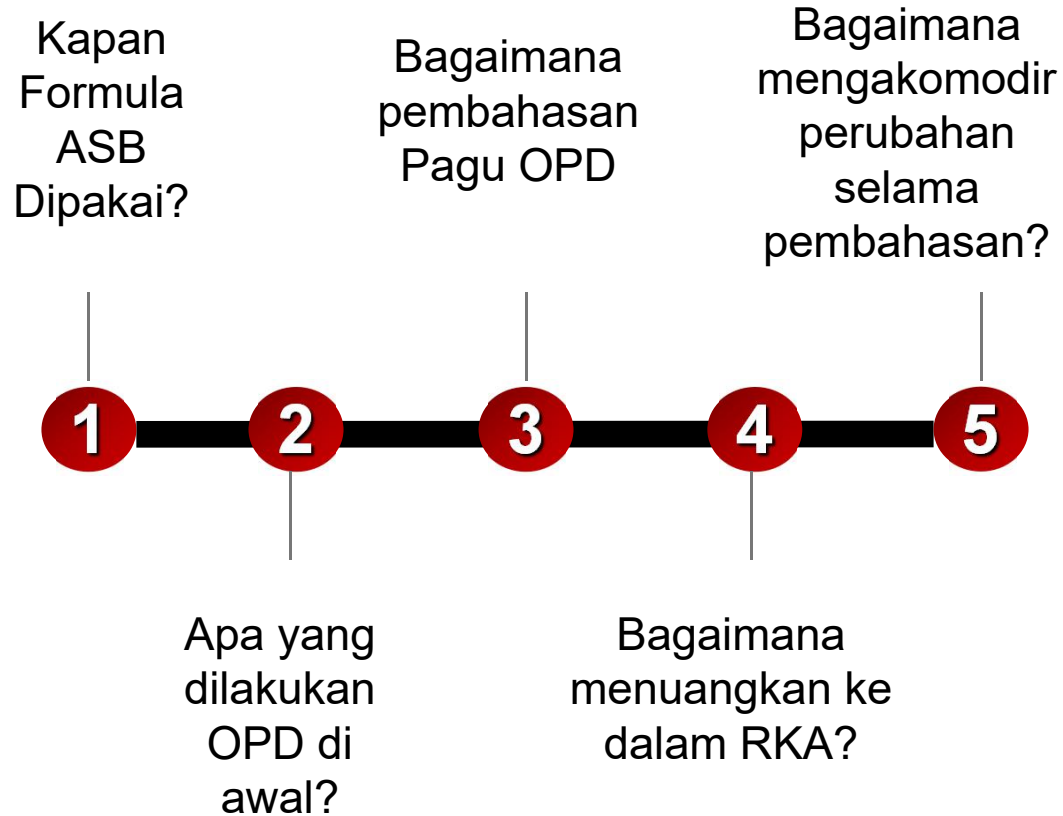 Kapan
Formula
ASB
Dipakai?
Bagaimana
pembahasan
Pagu OPD
Bagaimana
mengakomodir
perubahan
selama
pembahasan?
1
2
3
4
5
Apa yang
dilakukan
OPD di
awal?
Bagaimana
menuangkan ke
dalam RKA?